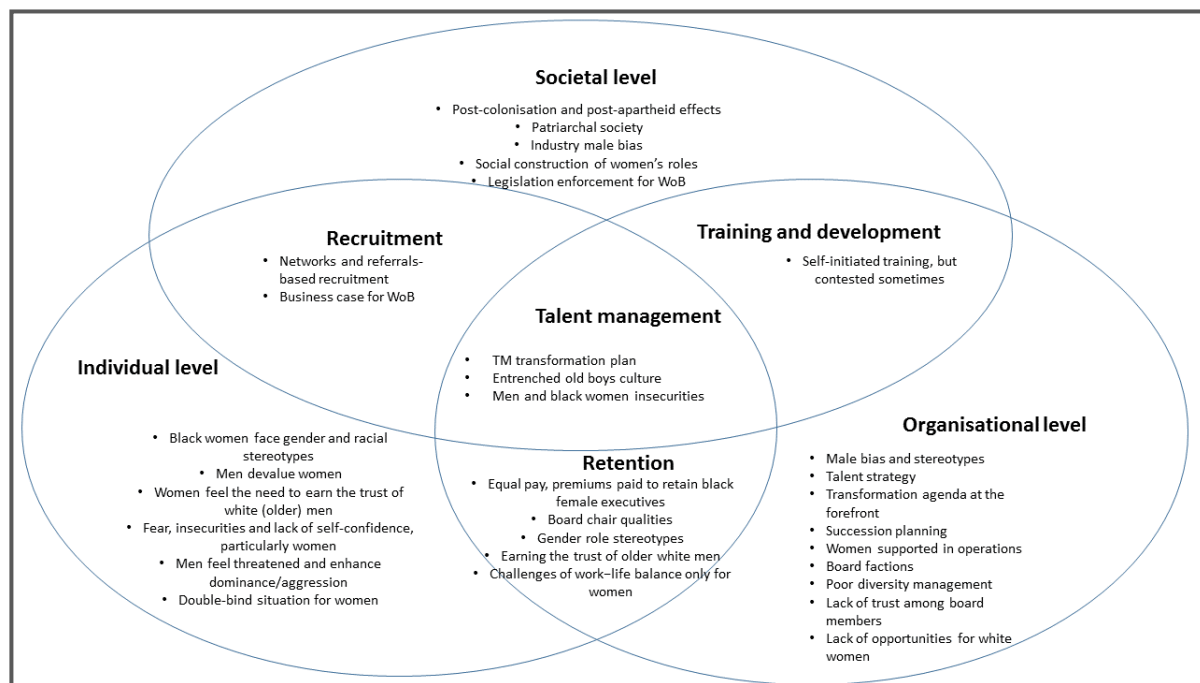 Societal level
• Post-colonisation and post-apartheid effects
• Patriarchal society
• Industry male bias
• Social construction of women's roles
• Legislation enforcement for WoB
Recruitment
• Networks and referrals-
based recruitment
• Business case for WoB
Training and development
• Self-initiated training, but
contested sometimes
Talent management
• TM transformation plan
• Entrenched old boys culture
• Men and black women insecurities
Individual level
• Black women face gender and racial
stereotypes
• Men devalue women
• Women feel the need to earn the trust of
white (older) men
• Fear, insecurities and lack of self-confidence,
particularly women
• Men feel threatened and enhance
dominance/aggression
• Double-bind situation for women
Retention
• Equal pay, premiums paid to retain black
female executives
• Board chair qualities
• Gender role stereotypes
• Earning the trust of older white men
• Challenges of work–life balance only for
women
Organisational level
• Male bias and stereotypes
• Talent strategy
• Transformation agenda at the
forefront
• Succession planning
• Women supported in operations
• Board factions
• Poor diversity management
• Lack of trust among board
members
• Lack of opportunities for white
women